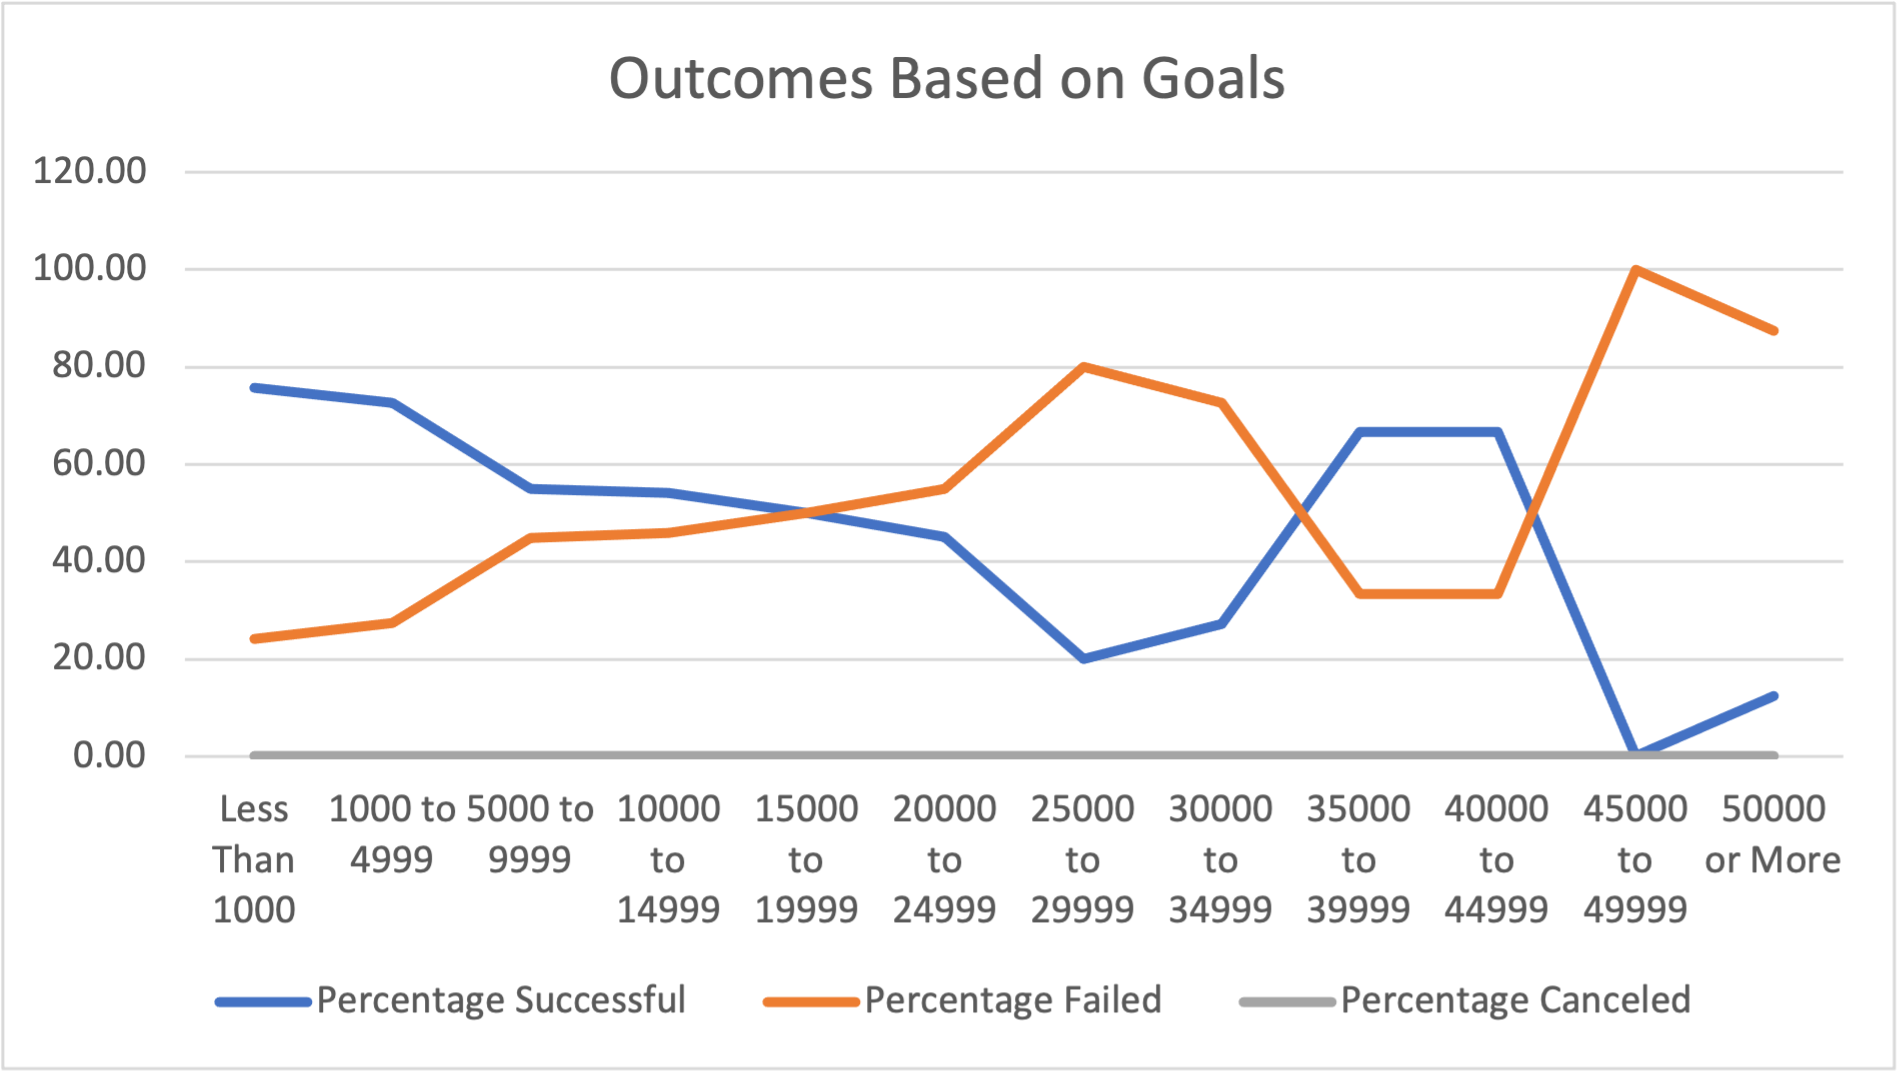 Outcomes Based on Goals
120.00
100.00
80.00
60.00
40.00
20.00
0.00
Less Than 1000
1000 to 4999
5000 to 9999
10000 to 14999
15000 to 19999
20000 to 24999
25000 to 29999
30000 to 34999
35000 to 39999
40000 to 44999
45000 to 49999
50000 or More
Percentage Successful
Percentage Failed
Percentage Canceled